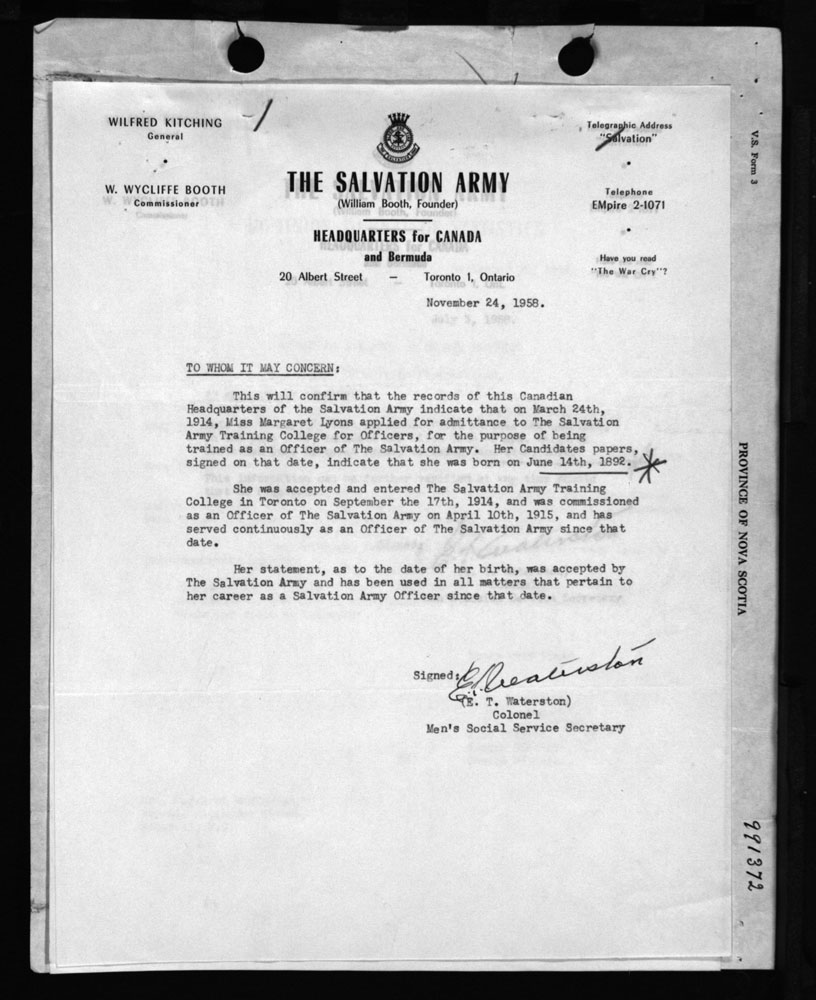 WILFRED KITCHING
General
W. WYCLIFFE BOOTH
Commissioner
THE SALVATION ARMY
(William Booth, Founder)
HEADQUARTERS for CANADA
and Bermuda
20 Albert Street — Toronto 1, Ontario
Telegraphic Address
"Salvation"
Telephone
EMpire 2-1071
Have you read
"The War Cry"?
November 24, 1958.
TO WHOM IT MAY CONCERN:
This will confirm that the records of this Canadian
Headquarters of the Salvation Army indicate that on March 24th,
1914, Miss Margaret Lyons applied for admittance to The Salvation
Army Training College for Officers, for the purpose of being
trained as an Officer of The Salvation Army. Her Candidates papers,
signed on that date, indicate that she was born on June 14th, 1892.
She was accepted and entered The Salvation Army Training
College in Toronto on September the 17th, 1914, and was commissioned
as an Officer of The Salvation Army on April 10th, 1915, and has
served continuously as an Officer of The Salvation Army since that
date.
Her statement, as to the date of her birth, was accepted by
The Salvation Army and has been used in all matters that pertain to
her career as a Salvation Army Officer since that date.
Signed: E. T. Waterston
(E. T. Waterston)
Colonel
Men's Social Service Secretary
V.S. Form 3
PROVINCE OF NOVA SCOTIA
991372